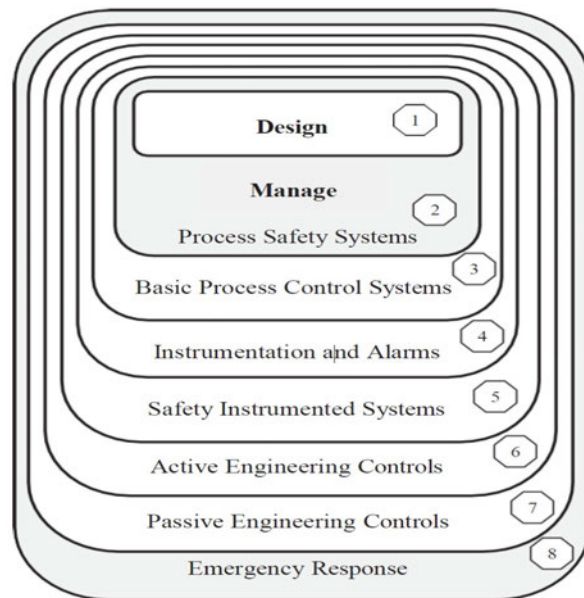 Design
1
Manage
2
Process Safety Systems
3
Basic Process Control Systems
4
Instrumentation and Alarms
5
Safety Instrumented Systems
6
Active Engineering Controls
7
Passive Engineering Controls
8
Emergency Response